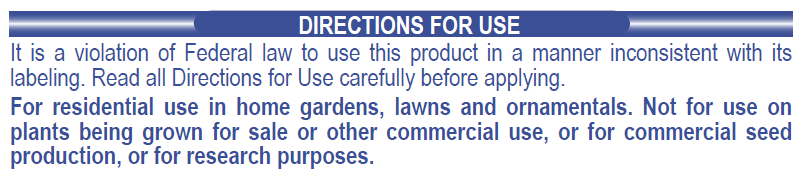 DIRECTIONS FOR USE
It is a violation of Federal law to use this product in a manner inconsistent with its
labeling. Read all Directions for Use carefully before applying.
For residential use in home gardens, lawns and ornamentals. Not for use on
plants being grown for sale or other commercial use, or for commercial seed
production, or for research purposes.